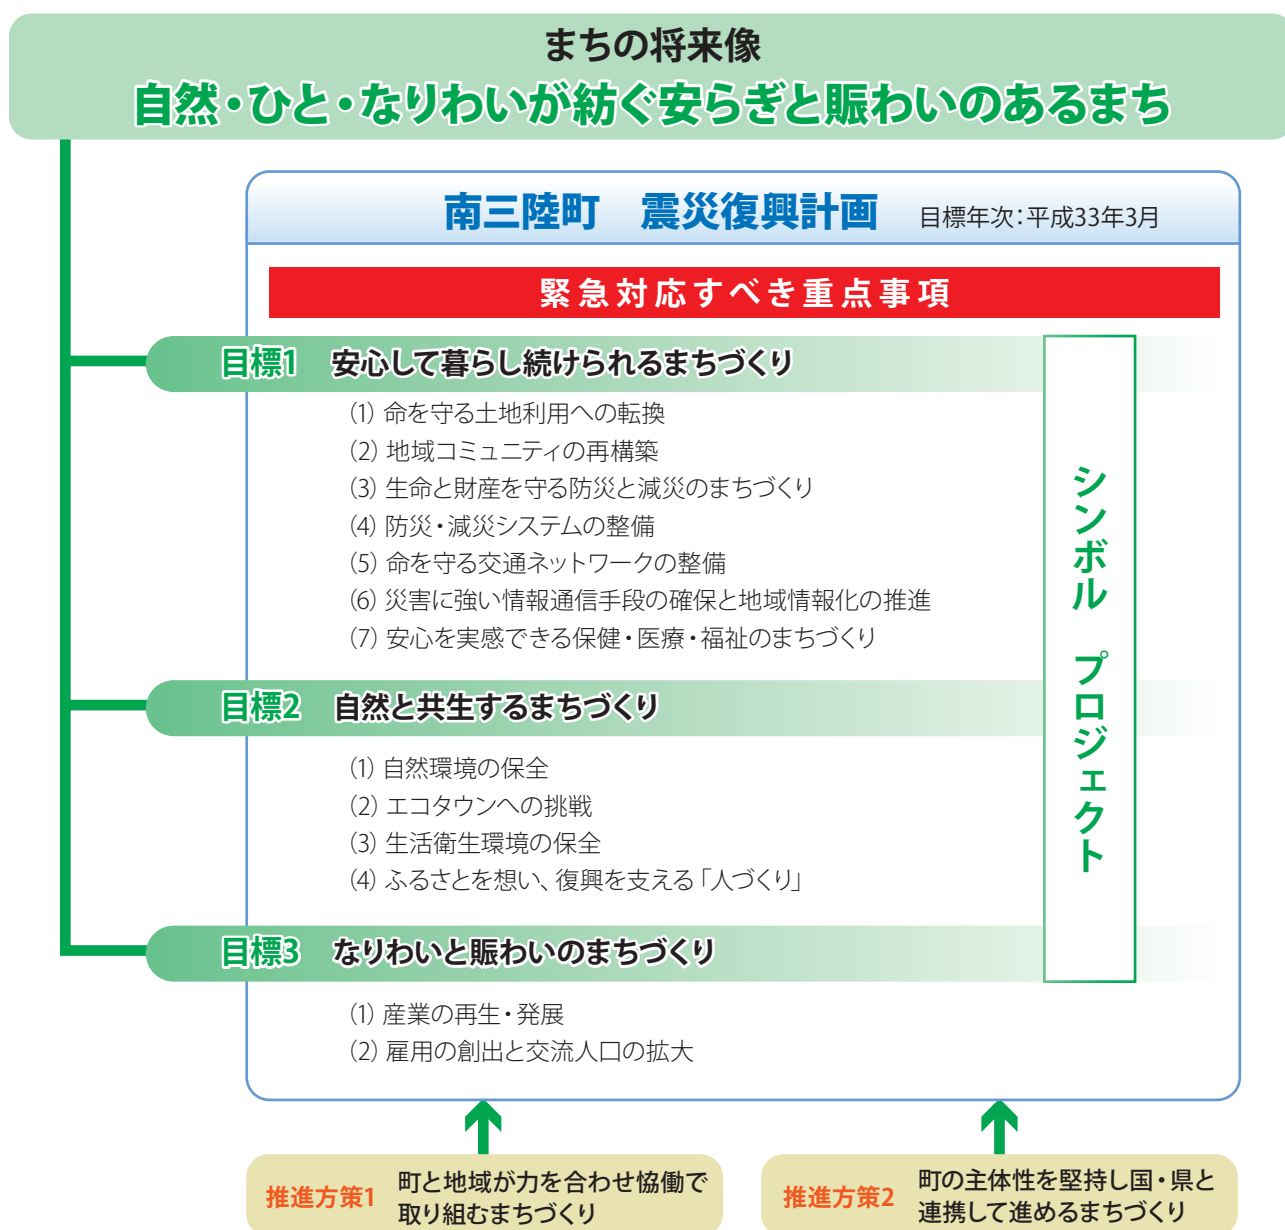 まちの将来像
自然・ひと・なりわいが紡ぐ安らぎと賑わいのあるまち
南三陸町　震災復興計画　目標年次：平成33年3月
緊急対応すべき重点事項
目標1　安心して暮らし続けられるまちづくり
(1) 命を守る土地利用への転換
(2) 地域コミュニティの再構築
(3) 生命と財産を守る防災と減災のまちづくり
(4) 防災・減災システムの整備
(5) 命を守る交通ネットワークの整備
(6) 災害に強い情報通信手段の確保と地域情報化の推進
(7) 安心を実感できる保健・医療・福祉のまちづくり
目標2　自然と共生するまちづくり
(1) 自然環境の保全
(2) エコタウンへの挑戦
(3) 生活衛生環境の保全
(4) ふるさとを想い、復興を支える「人づくり」
目標3　なりわいと賑わいのまちづくり
(1) 産業の再生・発展
(2) 雇用の創出と交流人口の拡大
シンボル　プロジェクト
推進方策1　町と地域が力を合わせ協働で
取り組むまちづくり
推進方策2　町の主体性を堅持し国・県と
連携して進めるまちづくり